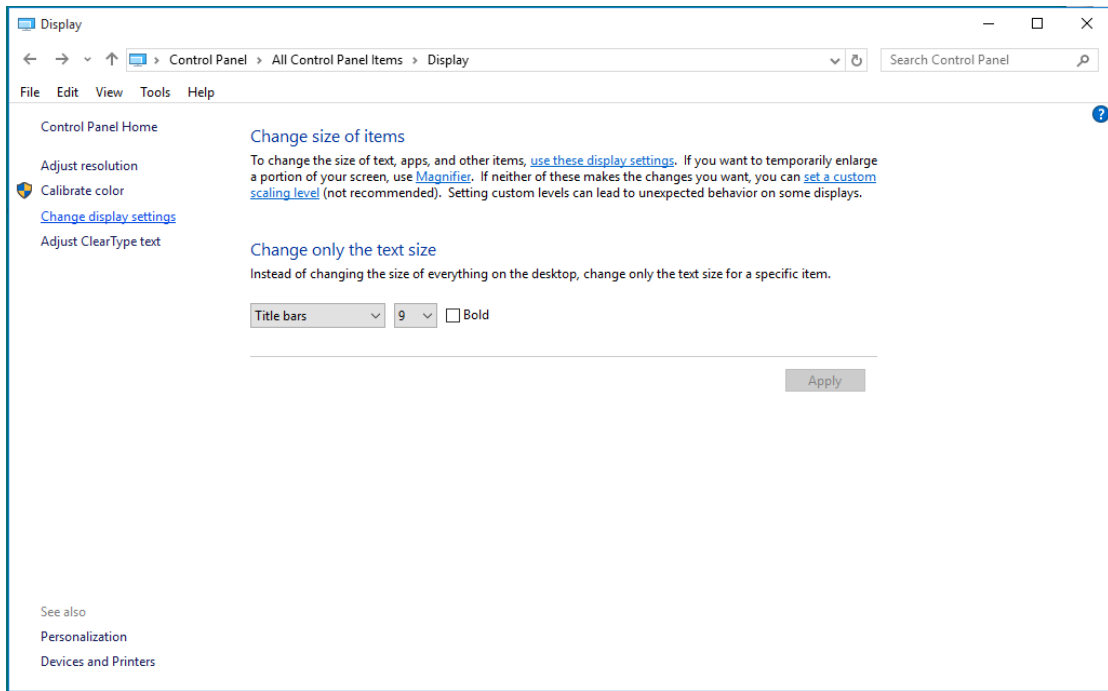 Display
Control Panel > All Control Panel Items > Display
Search Control Panel
File Edit View Tools Help
?
Control Panel Home
Adjust resolution
Calibrate color
Change display settings
Adjust ClearType text
Change size of items
To change the size of text, apps, and other items, use these display settings. If you want to temporarily enlarge
a portion of your screen, use Magnifier. If neither of these makes the changes you want, you can set a custom
scaling level (not recommended). Setting custom levels can lead to unexpected behavior on some displays.
Change only the text size
Instead of changing the size of everything on the desktop, change only the text size for a specific item.
Title bars 9 Bold
Apply
See also
Personalization
Devices and Printers